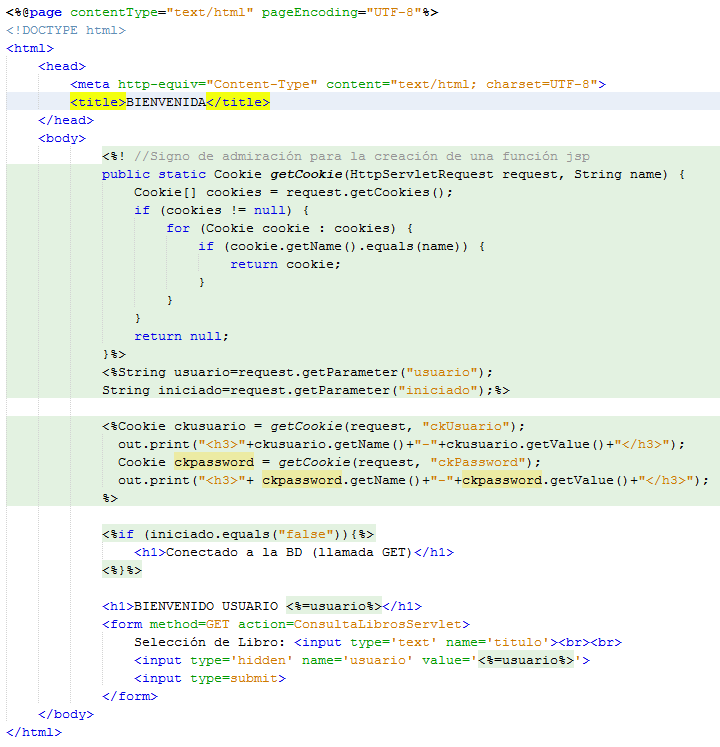 <%@page contentType="text/html" pageEncoding="UTF-8"%>
<!DOCTYPE html>
<html>
    <head>
        <meta http-equiv="Content-Type" content="text/html; charset=UTF-8">
        <title>BIENVENIDA</title>
    </head>
    <body>
            <%! //Signo de admiración para la creación de una función jsp
            public static Cookie getCookie(HttpServletRequest request, String name) {
                Cookie[] cookies = request.getCookies();
                if (cookies != null) {
                    for (Cookie cookie : cookies) {
                        if (cookie.getName().equals(name)) {
                            return cookie;
                        }
                    }
                }
                return null;
            }%>
            <%String usuario=request.getParameter("usuario");
            String iniciado=request.getParameter("iniciado");%>

            <%Cookie ckusuario = getCookie(request, "ckUsuario");
              out.print("<h3>"+ckusuario.getName()+"-"+ckusuario.getValue()+"</h3>");
              Cookie ckpassword = getCookie(request, "ckPassword");
              out.print("<h3>"+ ckpassword.getName()+"-"+ckpassword.getValue()+"</h3>");
            %>

            <%if (iniciado.equals("false")){%>
                <h1>Conectado a la BD (llamada GET)</h1>
            <%}%>

            <h1>BIENVENIDO USUARIO <%=usuario%></h1>
            <form method=GET action=ConsultaLibrosServlet>
                Selección de Libro: <input type='text' name='titulo'><br><br>
                <input type='hidden' name='usuario' value='<%=usuario%>'>
                <input type=submit>
            </form>
    </body>
</html>